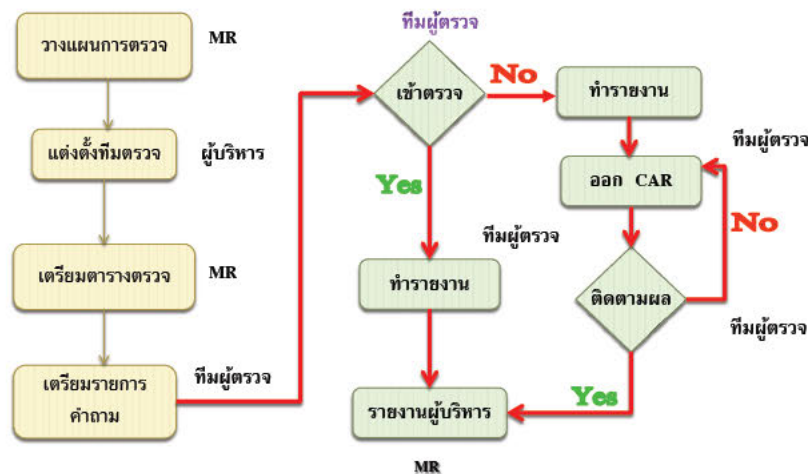 วางแผนการตรวจ
MR
แต่งตั้งทีมตรวจ
ผู้บริหาร
เตรียมตารางตรวจ
MR
เตรียมรายการ
คำถาม
ทีมผู้ตรวจ
ทีมผู้ตรวจ
เข้าตรวจ
No
ทำรายงาน
ทีมผู้ตรวจ
ออก CAR
Yes
No
ทีมผู้ตรวจ
ทำรายงาน
ติดตามผล
ทีมผู้ตรวจ
Yes
รายงานผู้บริหาร
MR